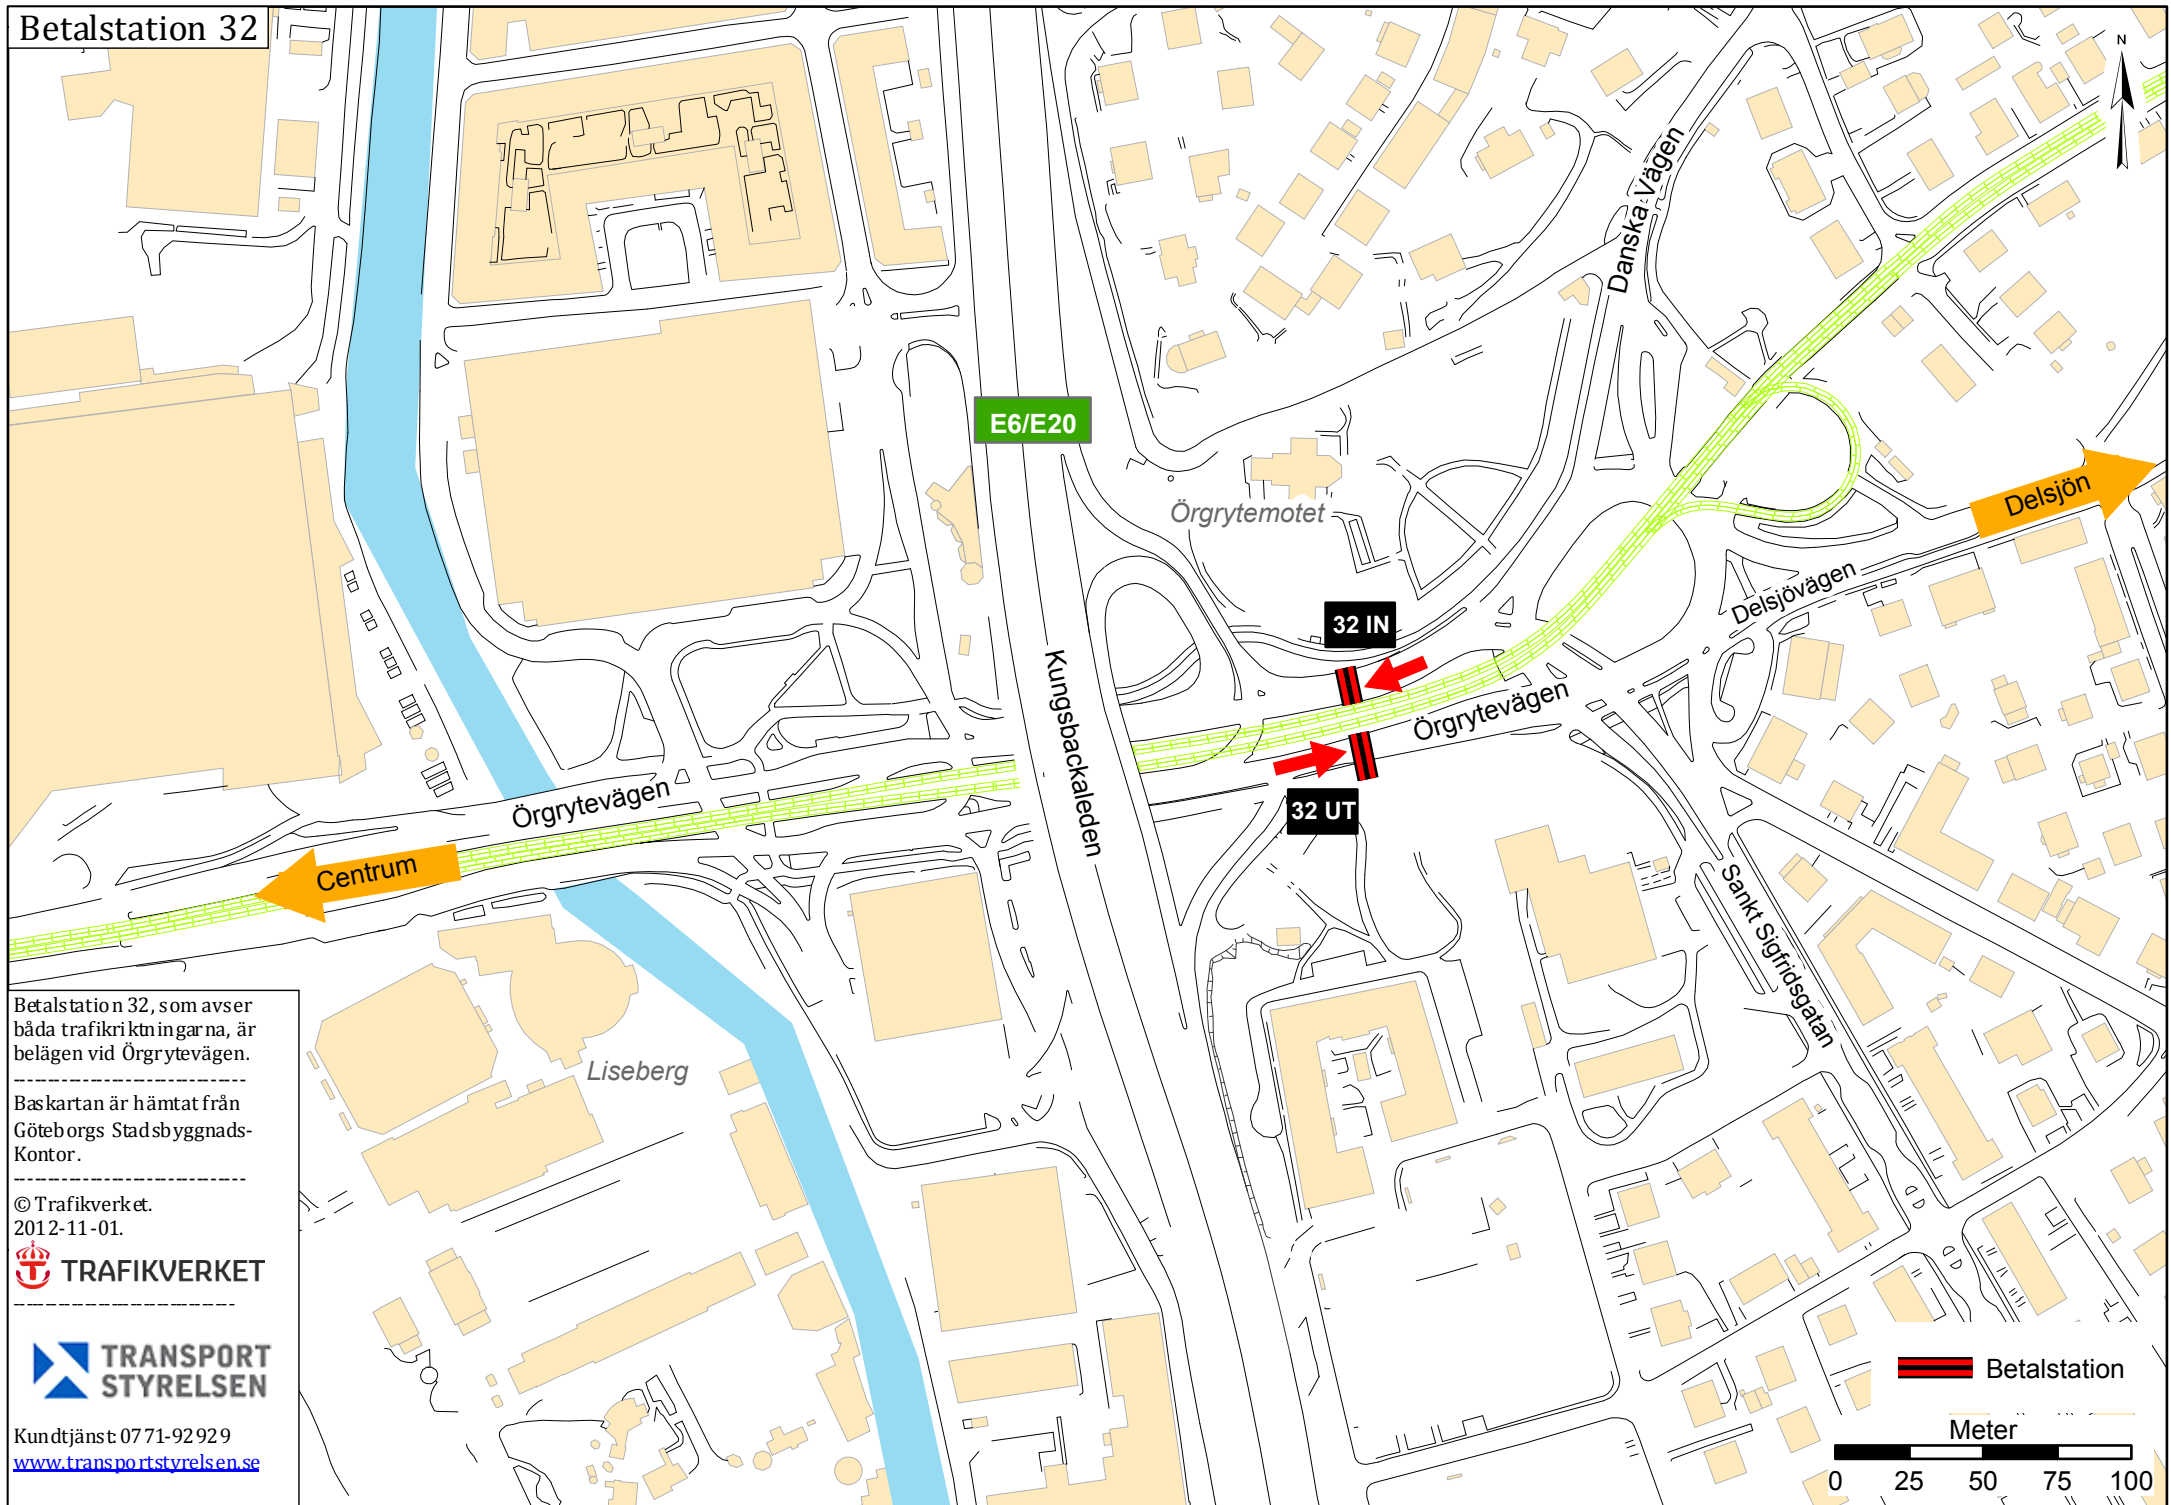 Betalstation 32
N
Danska Vägen
E6/E20
Örgrytemotet
Delsjön
Delsjövägen
32 IN
Kungsbackaleden
Örgrytevägen
32 UT
Örgrytevägen
Centrum
Sankt Sigfridsgatan
Liseberg
Betalstation 32, som avser
båda trafikriktningarna, är
belägen vid Örgrytevägen.
---------------------------------
Baskartan är hämtat från
Göteborgs Stadsbyggnads-
Kontor.
---------------------------------
© Trafikverket.
2012-11-01.
TRAFIKVERKET
--------------------------------
TRANSPORT
STYRELSEN
Kundtjänst: 0771-92929
www.transportstyrelsen.se
Betalstation
Meter
0 25 50 75 100